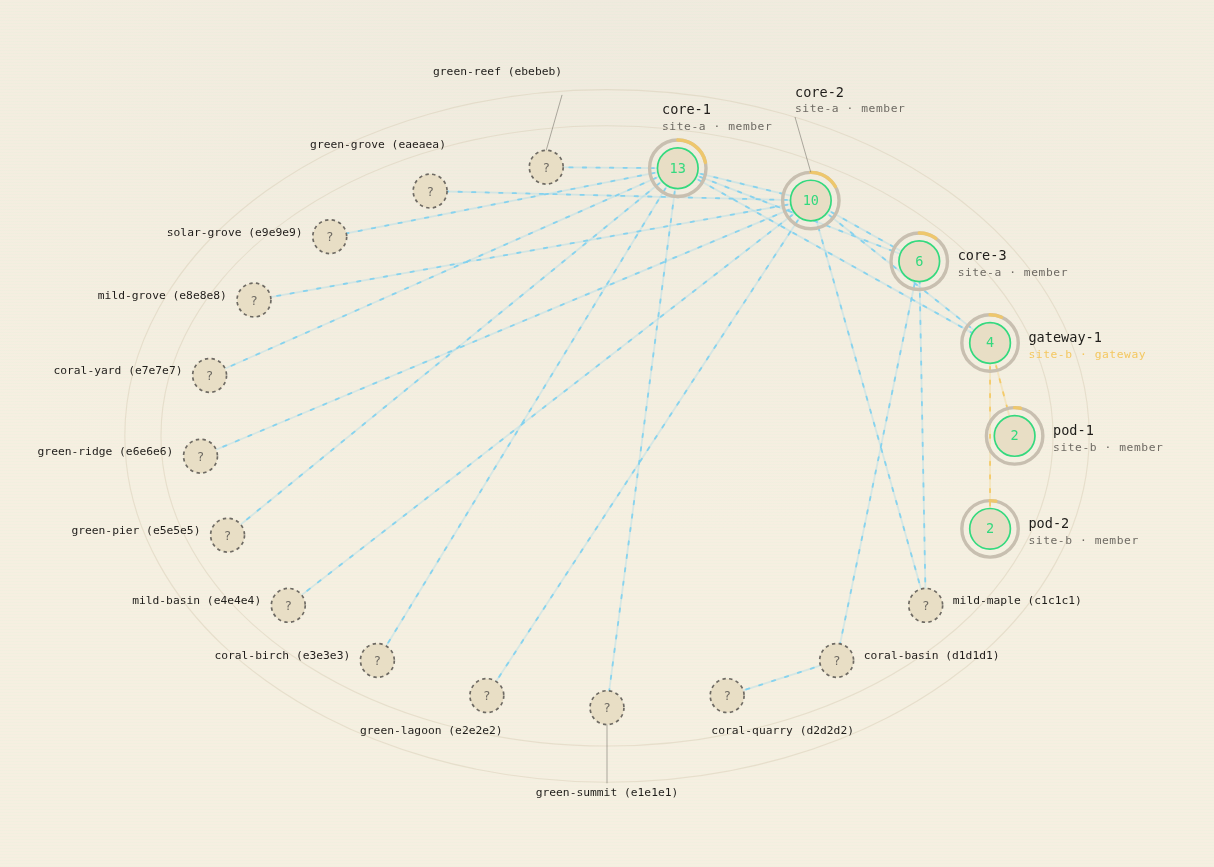 green-reef (ebebeb)
core-2
site-a · member
core-1
site-a · member
green-grove (eaeaea)
?
13
?
10
solar-grove (e9e9e9)
?
core-3
site-a · member
6
mild-grove (e8e8e8)
?
gateway-1
site-b · gateway
4
coral-yard (e7e7e7)
?
pod-1
site-b · member
2
green-ridge (e6e6e6)
?
pod-2
site-b · member
2
green-pier (e5e5e5)
?
mild-basin (e4e4e4)
?
?
mild-maple (c1c1c1)
coral-birch (e3e3e3)
?
?
coral-basin (d1d1d1)
?
?
?
green-lagoon (e2e2e2)
coral-quarry (d2d2d2)
green-summit (e1e1e1)